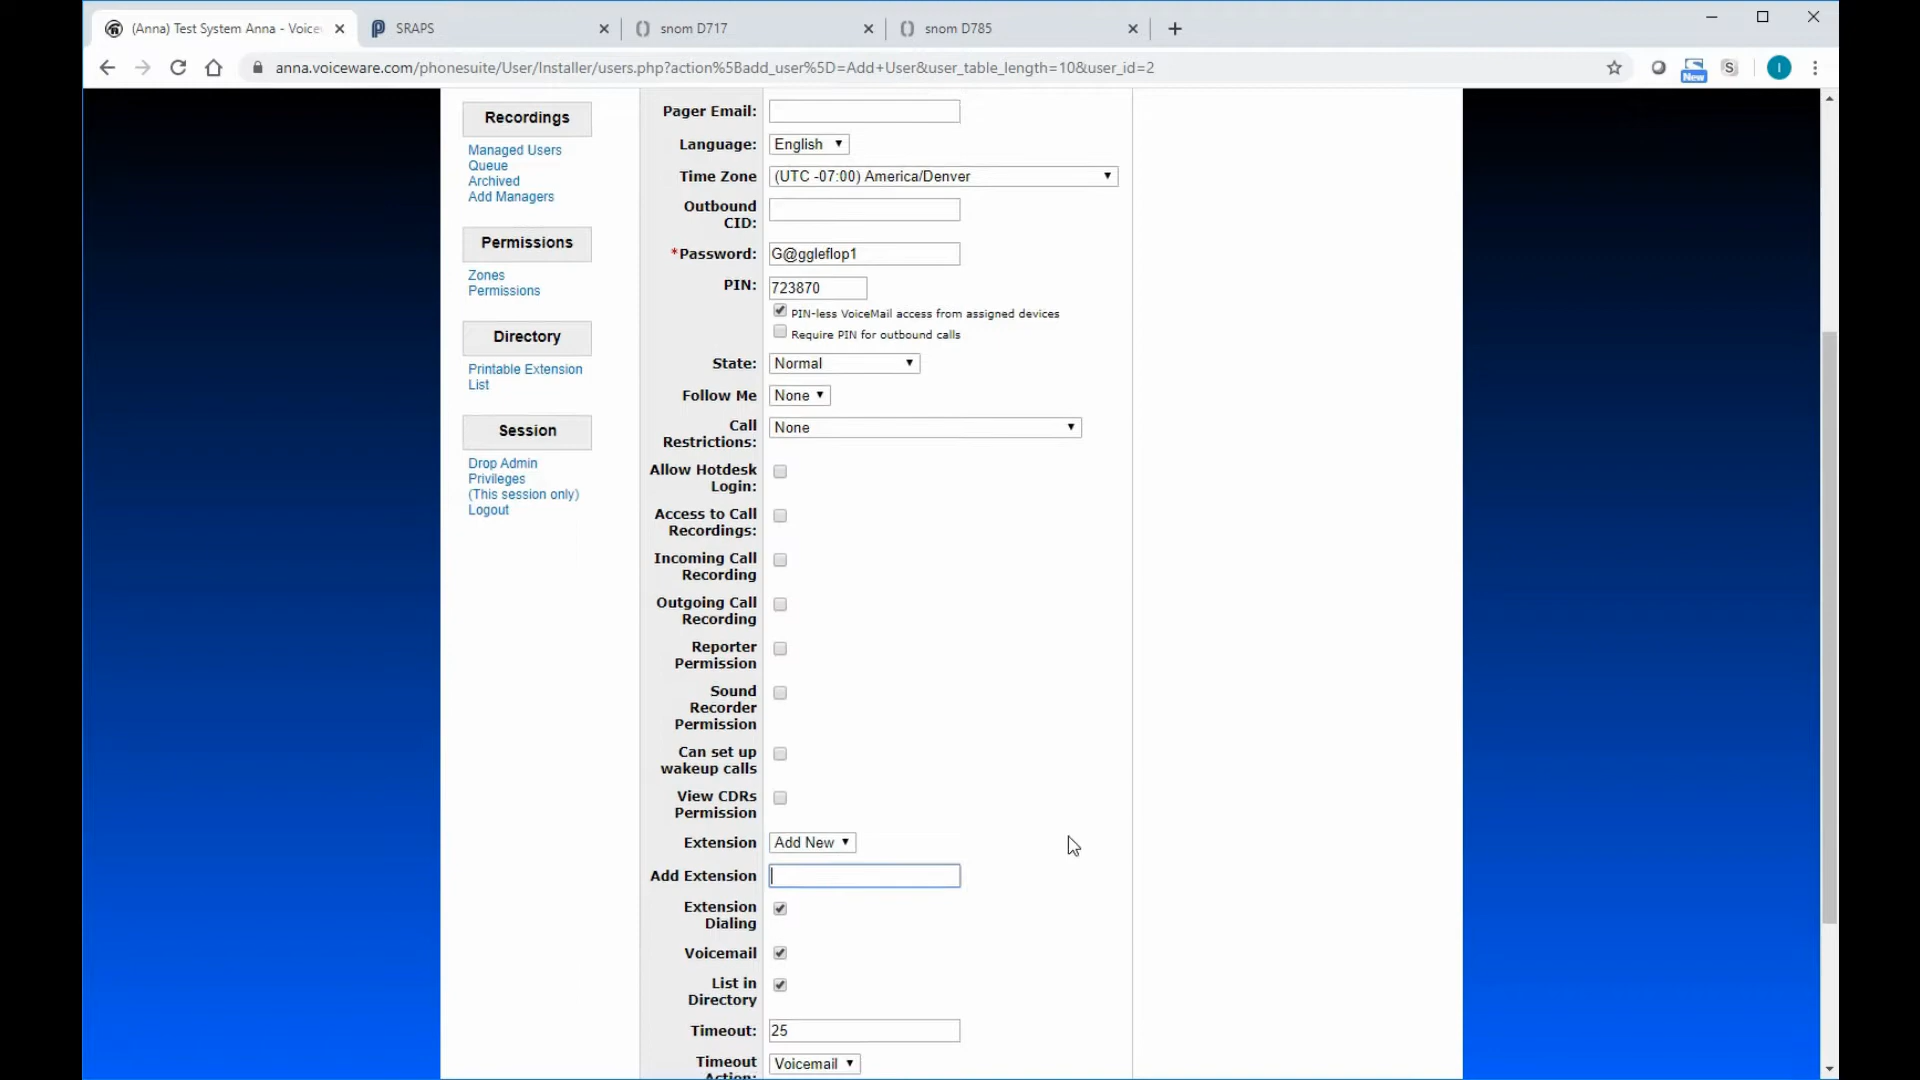 (Anna) Test System Anna - Voice
SRAPS
snom D717
snom D785
anna.voiceware.com/phonesuite/User/Installer/users.php?action%5Badd_user%5D=Add+User&user_table_length=10&user_id=2
New
S
I
Recordings
Managed Users
Queue
Archived
Add Managers
Permissions
Zones
Permissions
Directory
Printable Extension
List
Session
Drop Admin
Privileges
(This session only)
Logout
Pager Email:
Language: English
Time Zone (UTC -07:00) America/Denver
Outbound
CID:
*Password: G@ggleflop1
PIN: 723870
PIN-less VoiceMail access from assigned devices
Require PIN for outbound calls
State: Normal
Follow Me None
Call
Restrictions: None
Allow Hotdesk
Login:
Access to Call
Recordings:
Incoming Call
Recording
Outgoing Call
Recording
Reporter
Permission
Sound
Recorder
Permission
Can set up
wakeup calls
View CDRs
Permission
Extension Add New
Add Extension
Extension
Dialing
Voicemail
List in
Directory
Timeout: 25
Timeout Voicemail
Action: